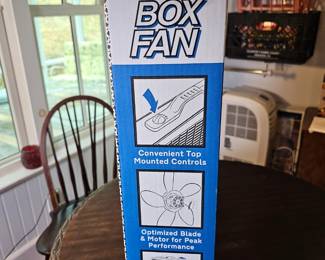 BOX
FAN
Convenient Top
Mounted Controls
Optimized Blade
& Motor for Peak
Performance